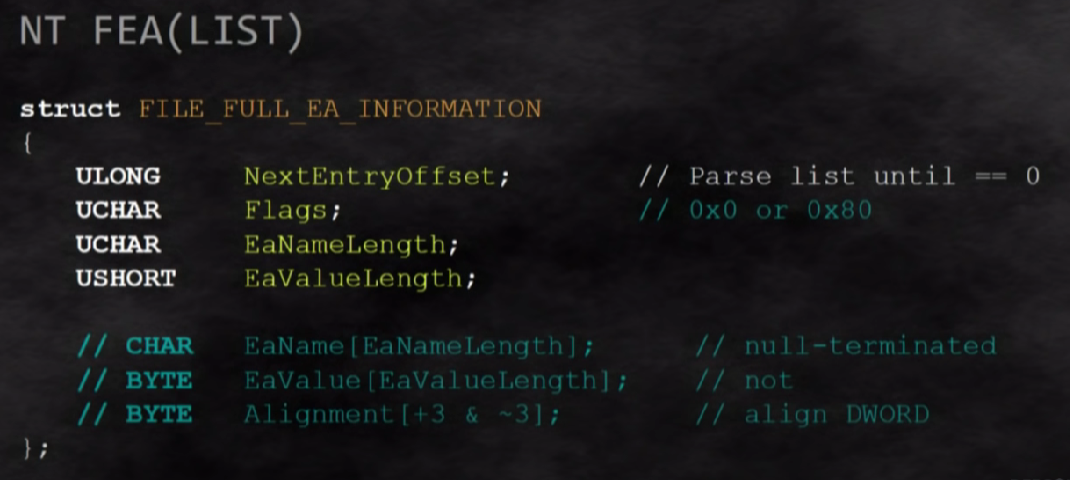 NT FEA(LIST)
struct FILE_FULL_EA_INFORMATION
{
ULONG NextEntryOffset; // Parse list until == 0
UCHAR Flags; // 0x0 or 0x80
UCHAR EaNameLength;
USHORT EaValueLength;
// CHAR EaName[EaNameLength]; // null-terminated
// BYTE EaValue[EaValueLength]; // not
// BYTE Alignment[+3 & ~3]; // align DWORD
};